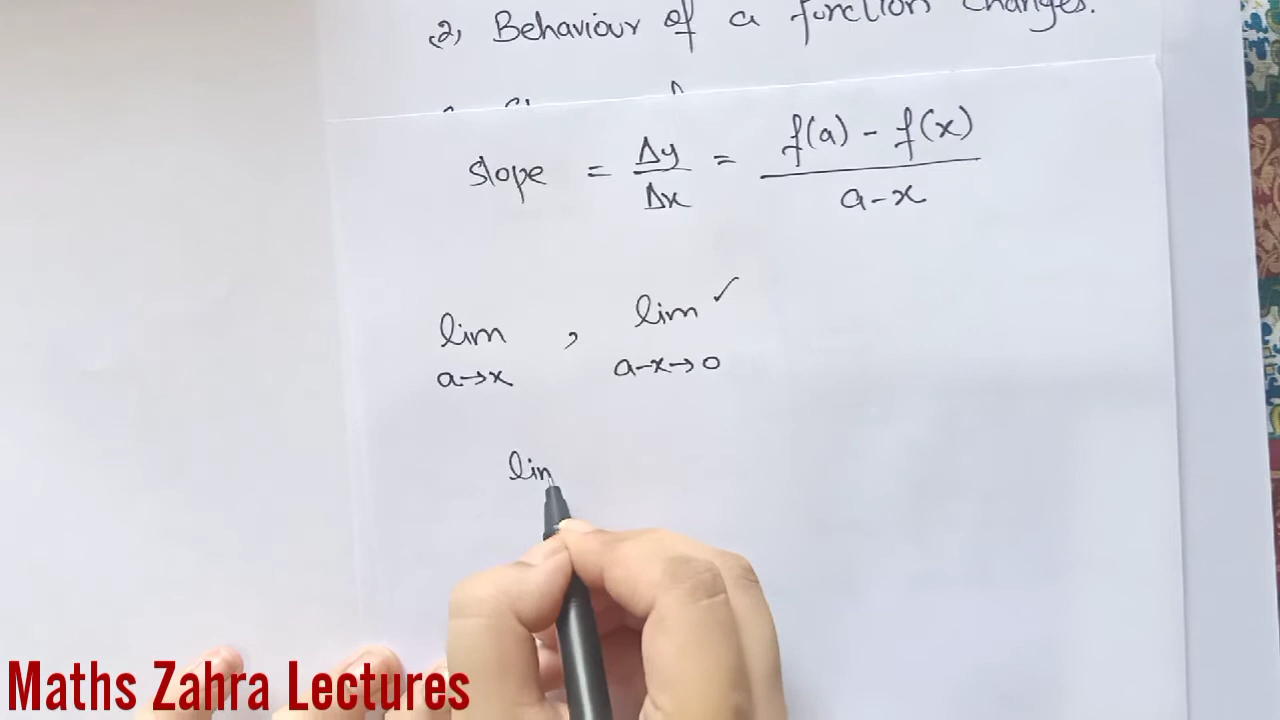 (2) Behaviour of a function changes.
Slope = Δy/Δx = f(a) - f(x)/a-x
lim a→x , lim a-x→0 ✓
lim
Maths Zahra Lectures